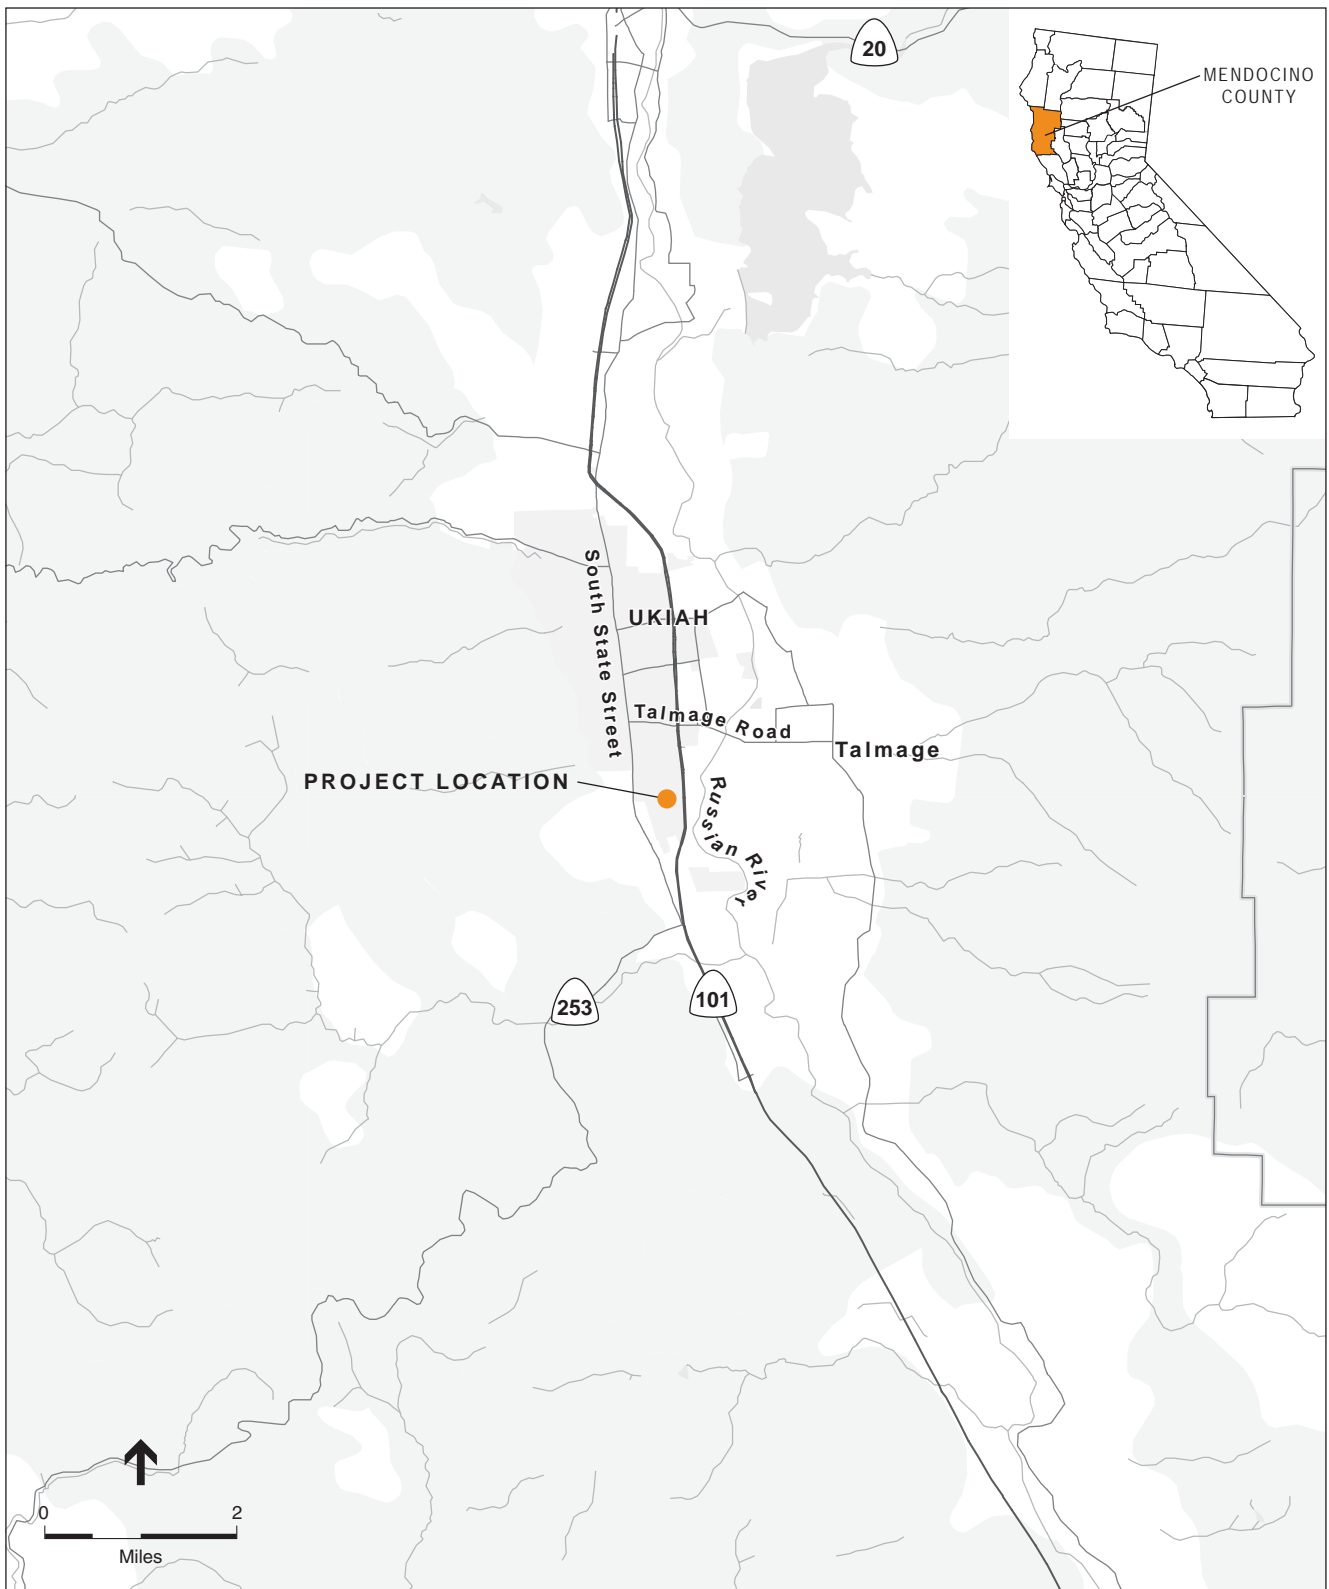 20
MENDOCINO
COUNTY
South State Street
UKIAH
Talmage Road
Talmage
PROJECT LOCATION
Russian River
253
101
0 2
Miles